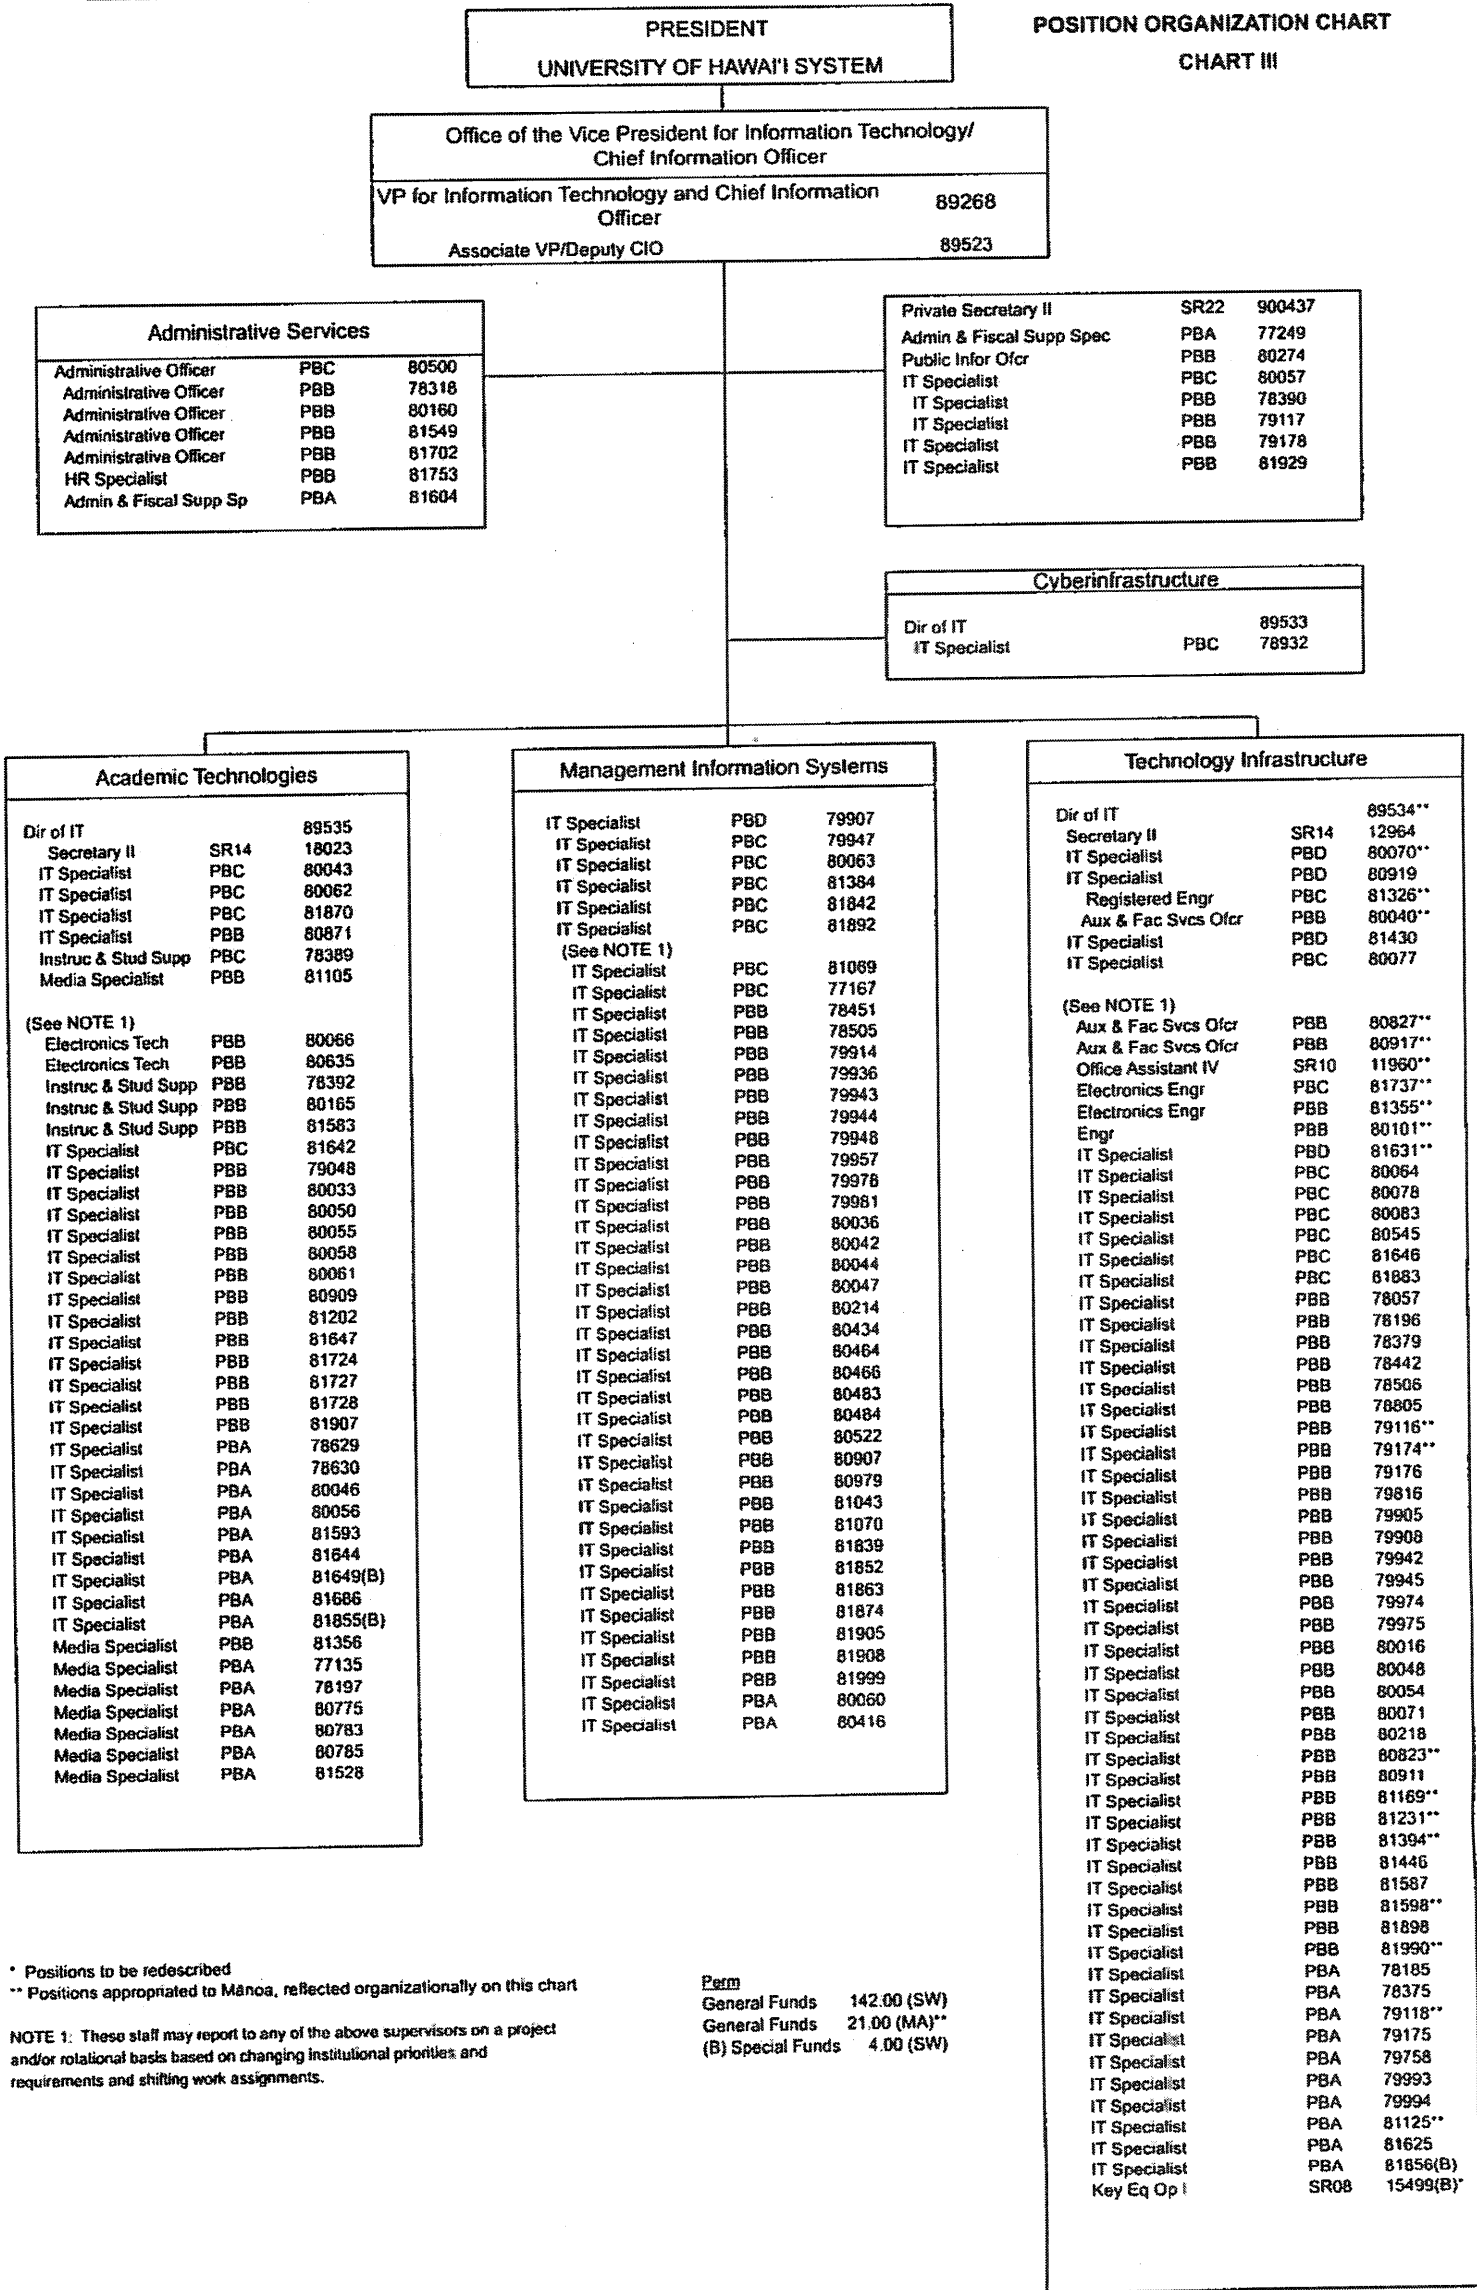 POSITION ORGANIZATION CHART
CHART III
PRESIDENT
UNIVERSITY OF HAWAI'I SYSTEM
Office of the Vice President for Information Technology/
Chief Information Officer
VP for Information Technology and Chief Information
Officer 89268
Associate VP/Deputy CIO 89523
Administrative Services
Administrative Officer PBC 80500
Administrative Officer PBB 78318
Administrative Officer PBB 80160
Administrative Officer PBB 81549
Administrative Officer PBB 81702
HR Specialist PBB 81753
Admin & Fiscal Supp Sp PBA 81604
Private Secretary II SR22 900437
Admin & Fiscal Supp Spec PBA 77249
Public Infor Ofcr PBB 80274
IT Specialist PBC 80057
IT Specialist PBB 78390
IT Specialist PBB 79117
IT Specialist PBB 79178
IT Specialist PBB 81929
Cyberinfrastructure
Dir of IT 89533
IT Specialist PBC 78932
Academic Technologies
Dir of IT 89535
Secretary II SR14 18023
IT Specialist PBC 80043
IT Specialist PBC 80062
IT Specialist PBC 81870
IT Specialist PBB 80871
Instruc & Stud Supp PBC 78389
Media Specialist PBB 81105
(See NOTE 1)
Electronics Tech PBB 80066
Electronics Tech PBB 80635
Instruc & Stud Supp PBB 78392
Instruc & Stud Supp PBB 80165
Instruc & Stud Supp PBB 81583
IT Specialist PBC 81642
IT Specialist PBB 79048
IT Specialist PBB 80033
IT Specialist PBB 80050
IT Specialist PBB 80055
IT Specialist PBB 80058
IT Specialist PBB 80061
IT Specialist PBB 80909
IT Specialist PBB 81202
IT Specialist PBB 81647
IT Specialist PBB 81724
IT Specialist PBB 81727
IT Specialist PBB 81728
IT Specialist PBB 81907
IT Specialist PBA 78629
IT Specialist PBA 78630
IT Specialist PBA 80046
IT Specialist PBA 80056
IT Specialist PBA 81593
IT Specialist PBA 81644
IT Specialist PBA 81649(B)
IT Specialist PBA 81686
IT Specialist PBA 81855(B)
Media Specialist PBB 81356
Media Specialist PBA 77135
Media Specialist PBA 78197
Media Specialist PBA 80775
Media Specialist PBA 80783
Media Specialist PBA 80785
Media Specialist PBA 81528
Management Information Systems
IT Specialist PBD 79907
IT Specialist PBC 79947
IT Specialist PBC 80063
IT Specialist PBC 81384
IT Specialist PBC 81842
IT Specialist PBC 81892
(See NOTE 1)
IT Specialist PBC 81069
IT Specialist PBC 77167
IT Specialist PBB 78451
IT Specialist PBB 78505
IT Specialist PBB 79914
IT Specialist PBB 79936
IT Specialist PBB 79943
IT Specialist PBB 79944
IT Specialist PBB 79948
IT Specialist PBB 79957
IT Specialist PBB 79978
IT Specialist PBB 79981
IT Specialist PBB 80036
IT Specialist PBB 80042
IT Specialist PBB 80044
IT Specialist PBB 80047
IT Specialist PBB 80214
IT Specialist PBB 80434
IT Specialist PBB 80464
IT Specialist PBB 80466
IT Specialist PBB 80483
IT Specialist PBB 80484
IT Specialist PBB 80522
IT Specialist PBB 80907
IT Specialist PBB 80979
IT Specialist PBB 81043
IT Specialist PBB 81070
IT Specialist PBB 81839
IT Specialist PBB 81852
IT Specialist PBB 81863
IT Specialist PBB 81874
IT Specialist PBB 81905
IT Specialist PBB 81908
IT Specialist PBB 81999
IT Specialist PBA 80060
IT Specialist PBA 80416
Technology Infrastructure
Dir of IT 89534**
Secretary II SR14 12964
IT Specialist PBD 80070**
IT Specialist PBD 80919
Registered Engr PBC 81326**
Aux & Fac Svcs Ofcr PBB 80040**
IT Specialist PBD 81430
IT Specialist PBC 80077
(See NOTE 1)
Aux & Fac Svcs Ofcr PBB 80827**
Aux & Fac Svcs Ofcr PBB 80917**
Office Assistant IV SR10 11960**
Electronics Engr PBC 81737**
Electronics Engr PBB 81355**
Engr PBB 80101**
IT Specialist PBD 81631**
IT Specialist PBC 80064
IT Specialist PBC 80078
IT Specialist PBC 80083
IT Specialist PBC 80545
IT Specialist PBC 81646
IT Specialist PBC 81883
IT Specialist PBB 78057
IT Specialist PBB 78196
IT Specialist PBB 78379
IT Specialist PBB 78442
IT Specialist PBB 78506
IT Specialist PBB 78805
IT Specialist PBB 79116**
IT Specialist PBB 79174**
IT Specialist PBB 79176
IT Specialist PBB 79816
IT Specialist PBB 79905
IT Specialist PBB 79908
IT Specialist PBB 79942
IT Specialist PBB 79945
IT Specialist PBB 79974
IT Specialist PBB 79975
IT Specialist PBB 80016
IT Specialist PBB 80048
IT Specialist PBB 80054
IT Specialist PBB 80071
IT Specialist PBB 80218
IT Specialist PBB 80823**
IT Specialist PBB 80911
IT Specialist PBB 81169**
IT Specialist PBB 81231**
IT Specialist PBB 81394**
IT Specialist PBB 81446
IT Specialist PBB 81587
IT Specialist PBB 81598**
IT Specialist PBB 81898
IT Specialist PBB 81990**
IT Specialist PBA 78185
IT Specialist PBA 78375
IT Specialist PBA 79118**
IT Specialist PBA 79175
IT Specialist PBA 79758
IT Specialist PBA 79993
IT Specialist PBA 79994
IT Specialist PBA 81125**
IT Specialist PBA 81625
IT Specialist PBA 81856(B)
Key Eq Op I SR08 15499(B)*
* Positions to be redescribed
** Positions appropriated to Mānoa, reflected organizationally on this chart
NOTE 1: These staff may report to any of the above supervisors on a project
and/or rotational basis based on changing institutional priorities and
requirements and shifting work assignments.
Perm
General Funds 142.00 (SW)
General Funds 21.00 (MA)**
(B) Special Funds 4.00 (SW)